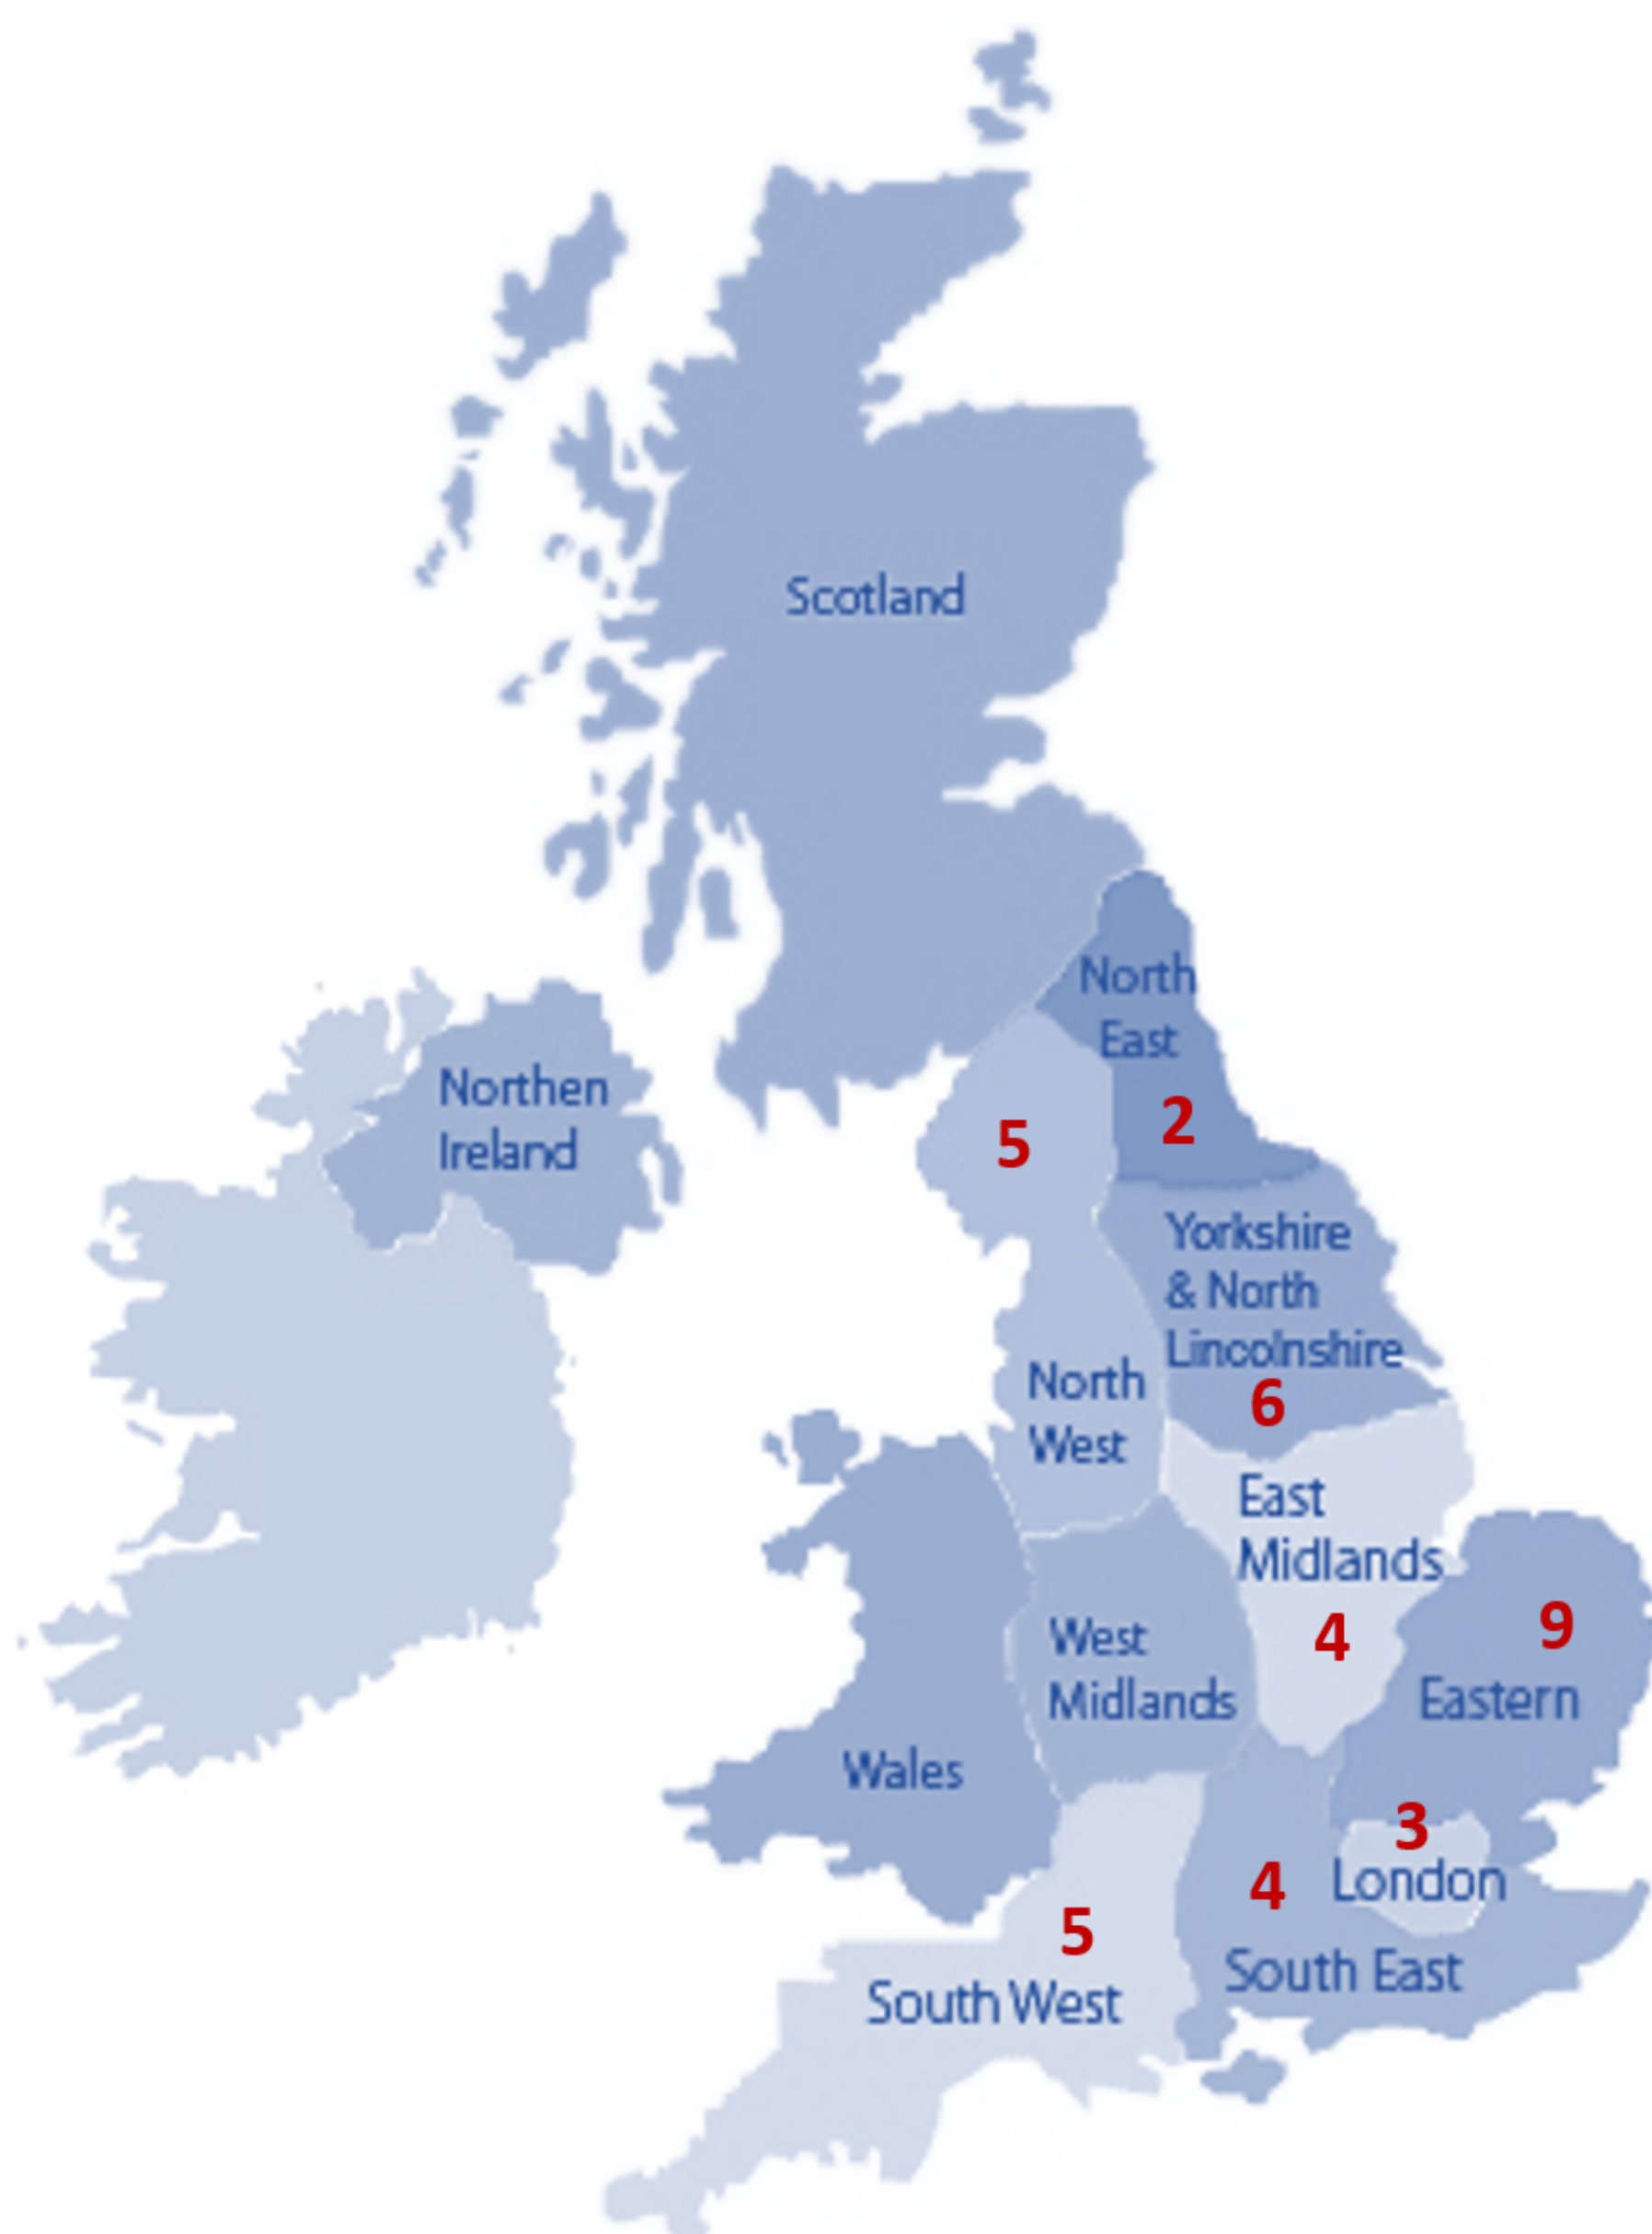 Scotland
North
East
2
5
Northen
Ireland
Yorkshire
& North
Lincolnshire
6
North
West
East
Midlands
4
9
Eastern
West
Midlands
Wales
3
London
4
South East
5
South West